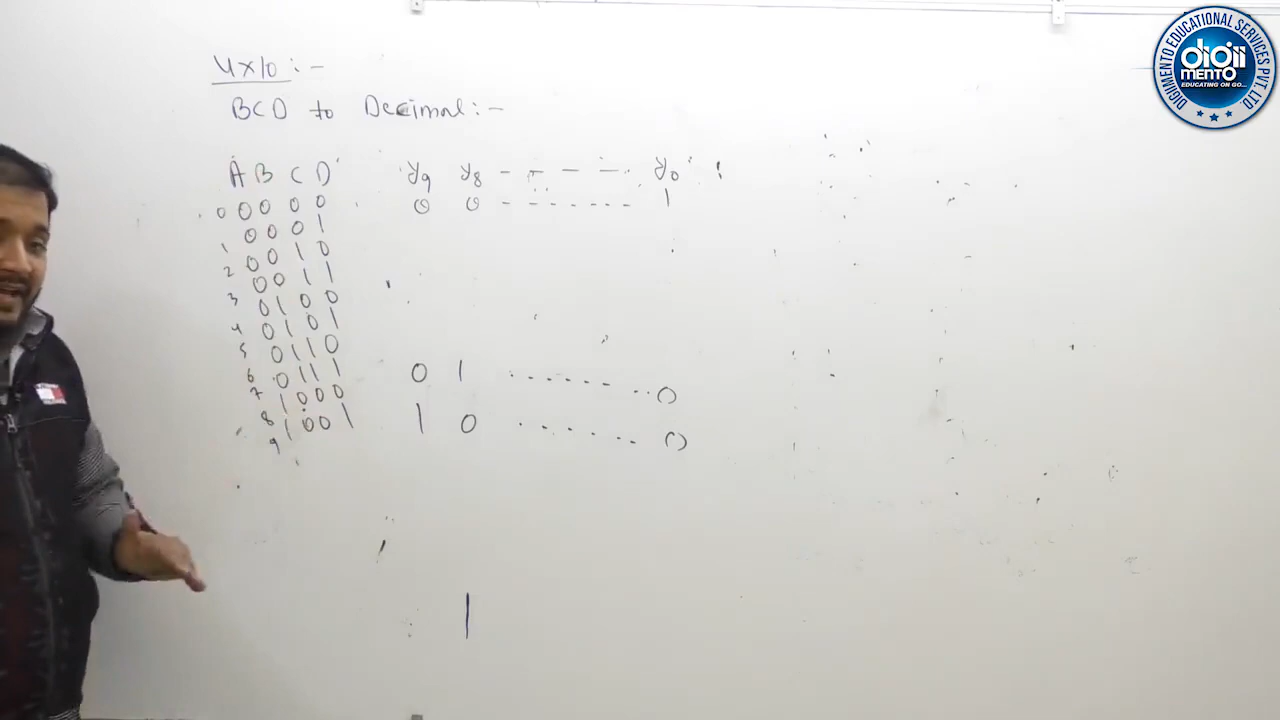 4x10:-
BCD to Decimal:-
A B C D y9 y8 - - - - y0
0 0 0 0 0 0 0 - - - - - - - 1
1 0 0 0 1
2 0 0 1 0
3 0 0 1 1
4 0 1 0 0
5 0 1 0 1
6 0 1 1 0
7 0 1 1 1
8 1 0 0 0 0 1 . - - - - - - . . 0
9 1 0 0 1 1 0 . - . - - - 0
DIGIMENTO EDUCATIONAL SERVICES PVT. LTD.
digii
MENTO
EDUCATING ON GO...